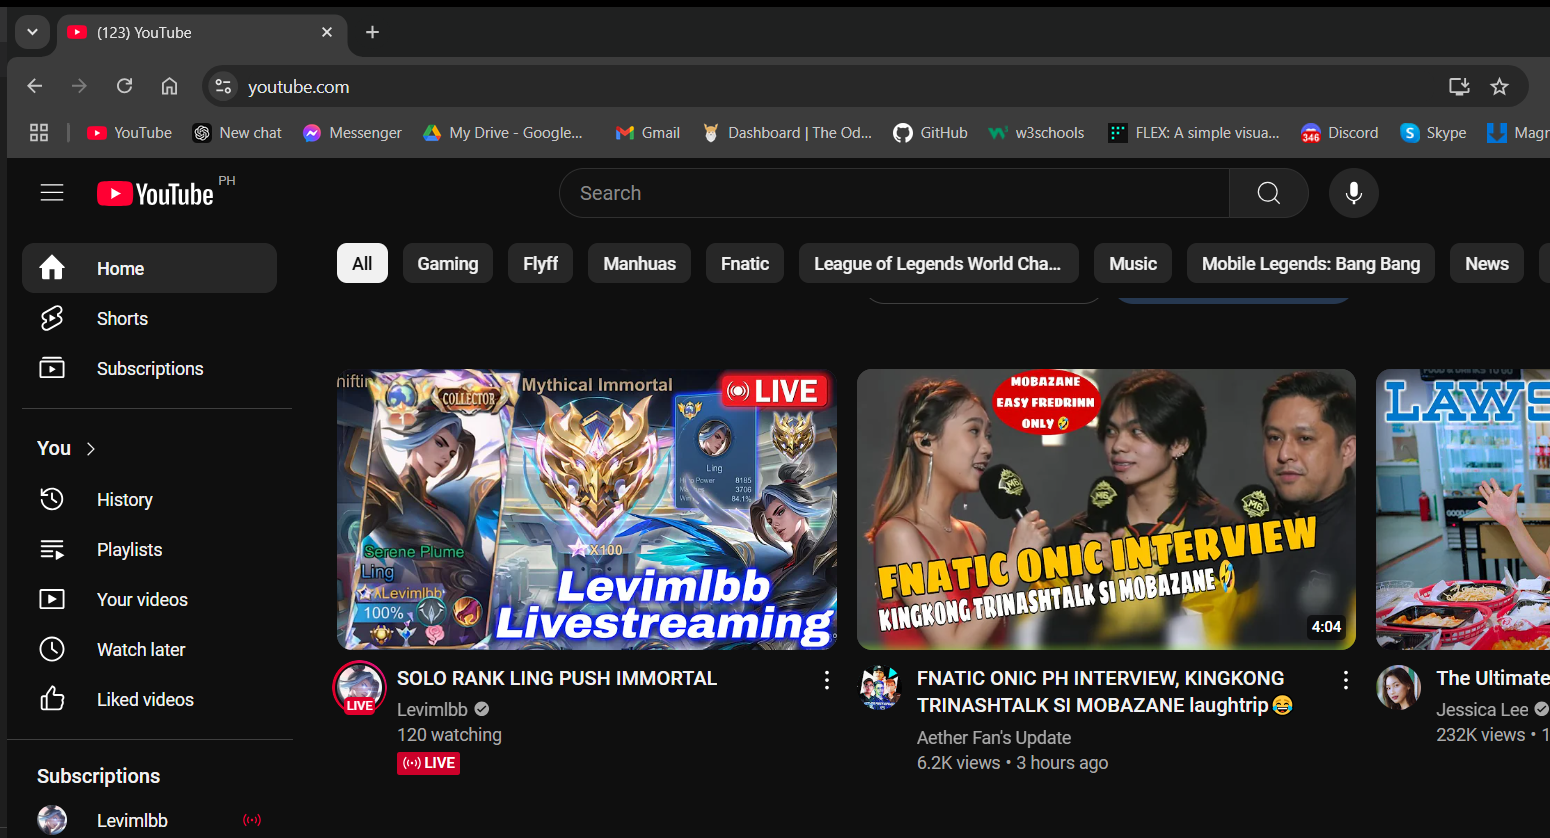 (123) YouTube
youtube.com
YouTube
New chat
Messenger
My Drive - Google...
Gmail
Dashboard | The Od...
GitHub
w3schools
FLEX: A simple visua...
346
Discord
Skype
Magn
YouTube PH
Search
Home
Shorts
Subscriptions
You
History
Playlists
Your videos
Watch later
Liked videos
Subscriptions
Levimlbb
All
Gaming
Flyff
Manhuas
Fnatic
League of Legends World Cha...
Music
Mobile Legends: Bang Bang
News
COLLECTOR
Mythical Immortal
LIVE
Ling
8185
3706
84.1%
X100
Serene Plume
Ling
Levimlbb
100%
Levimlbb
Livestreaming
LIVE
SOLO RANK LING PUSH IMMORTAL
Levimlbb
120 watching
LIVE
MOBAZANE
EASY FREDRINN
ONLY 🤣
FNATIC ONIC INTERVIEW
KINGKONG TRINASHTALK SI MOBAZANE 🤣
4:04
FNATIC ONIC PH INTERVIEW, KINGKONG
TRINASHTALK SI MOBAZANE laughtrip😂
Aether Fan's Update
6.2K views • 3 hours ago
LAWS
The Ultimate
Jessica Lee
232K views • 1